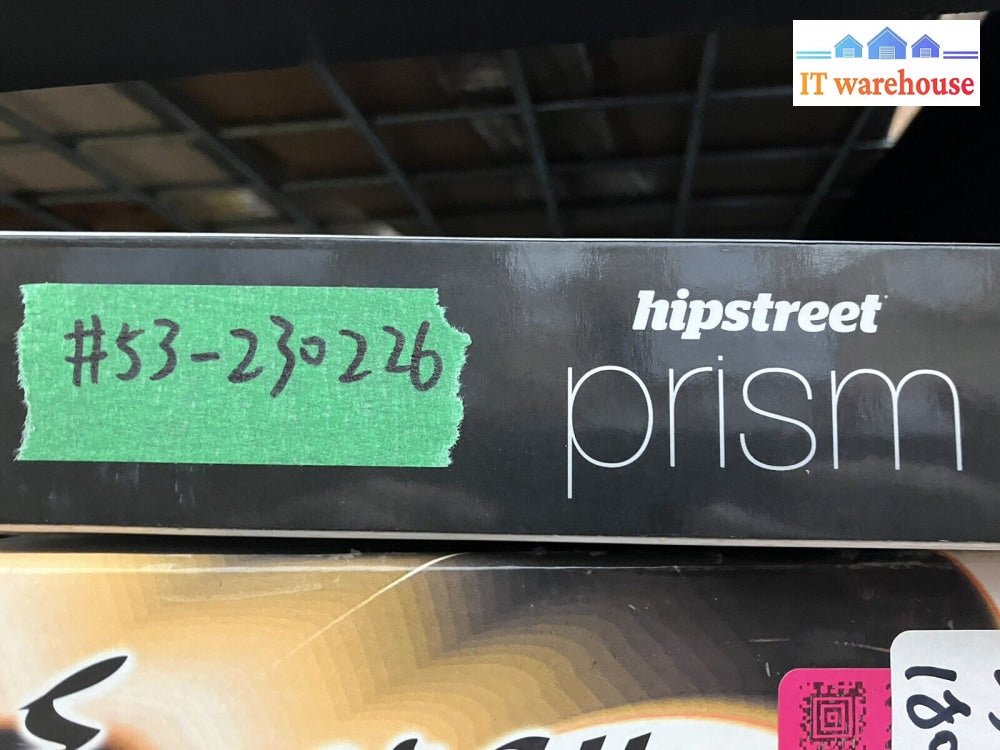 IT warehouse
#53-230226
hipstreet
prism